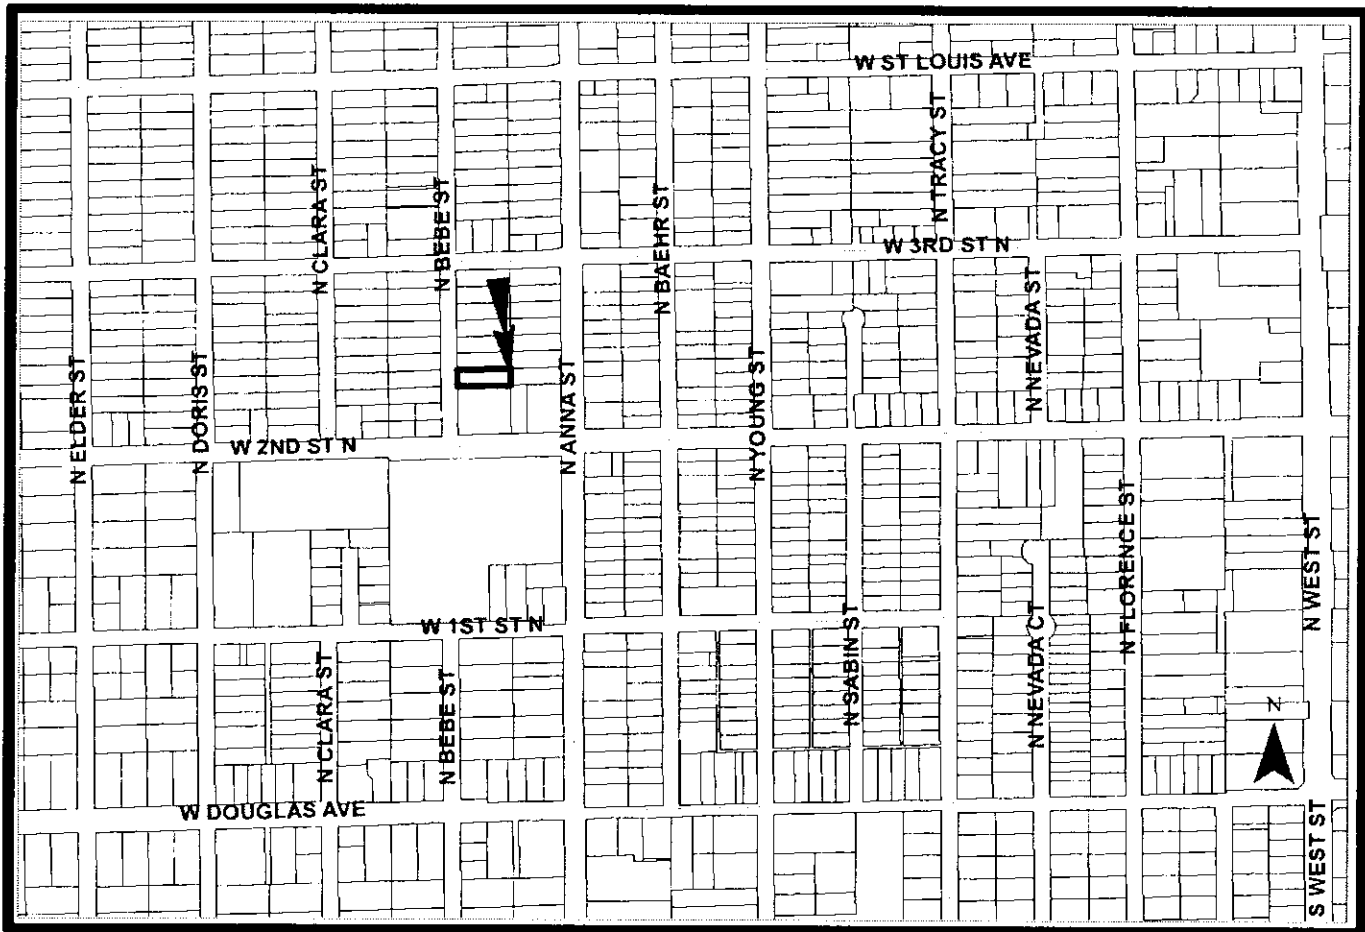 W ST LOUIS AVE
N TRACY ST
N CLARA ST
N BEBE ST
N BAEHR ST
W 3RD ST N
N NEVADA ST
N ELDER ST
N DORIS ST
N ANNA ST
N YOUNG ST
W 2ND ST N
N FLORENCE ST
N WEST ST
W 1ST ST N
N SABIN ST
N NEVADA CT
N CLARA ST
N BEBE ST
N
W DOUGLAS AVE
S WEST ST